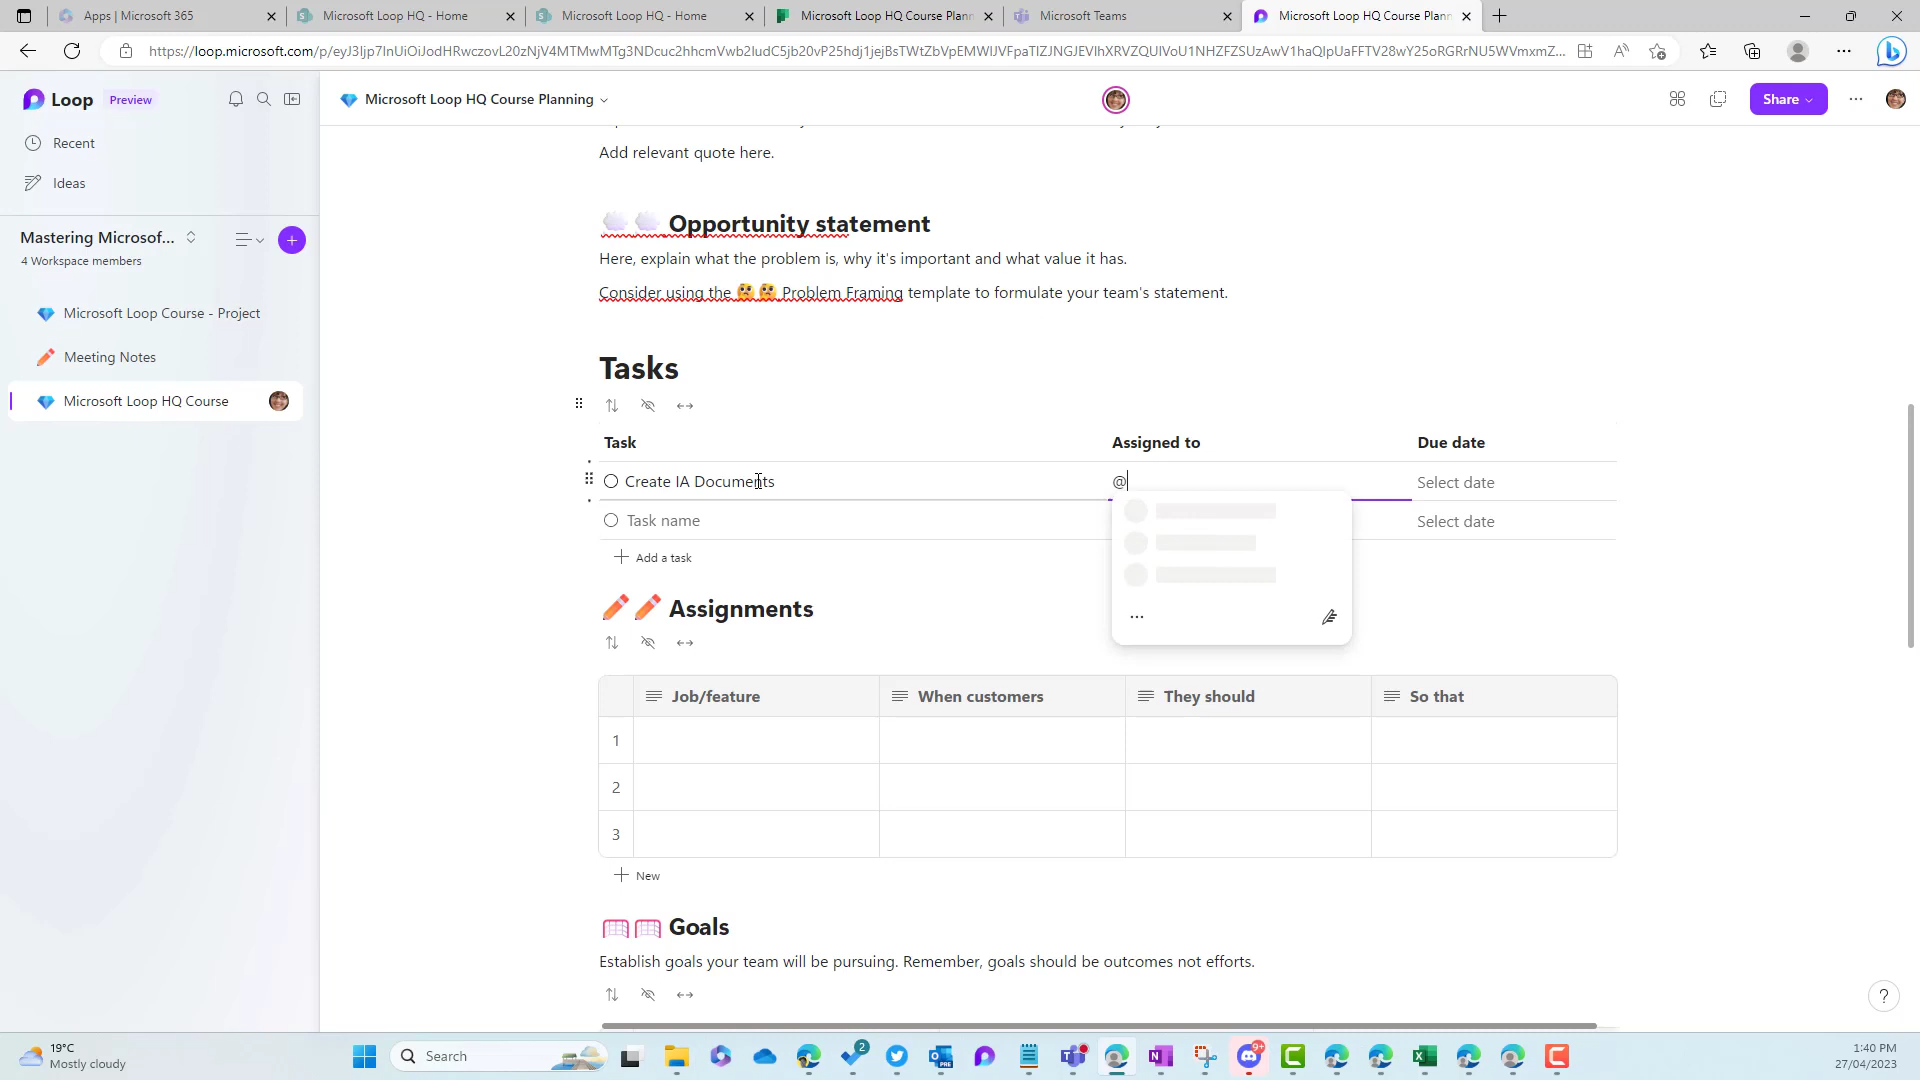 Apps | Microsoft 365
Microsoft Loop HQ - Home
Microsoft Loop HQ - Home
Microsoft Loop HQ Course Plann
Microsoft Teams
Microsoft Loop HQ Course Plann
Loop
Preview
Microsoft Loop HQ Course Planning
Share
Recent
Ideas
Mastering Microsof...
4 Workspace members
Microsoft Loop Course - Project
Meeting Notes
Microsoft Loop HQ Course
Add relevant quote here.
Opportunity statement
Here, explain what the problem is, why it's important and what value it has.
Consider using the 🤔 🤔 Problem Framing template to formulate your team's statement.
Tasks
Task Assigned to Due date
Create IA Documents @ Select date
Task name Select date
Add a task
Assignments
Job/feature When customers They should So that
1
2
3
New
Goals
Establish goals your team will be pursuing. Remember, goals should be outcomes not efforts.
?
19°C
Mostly cloudy
Search
2
9+
1:40 PM
27/04/2023